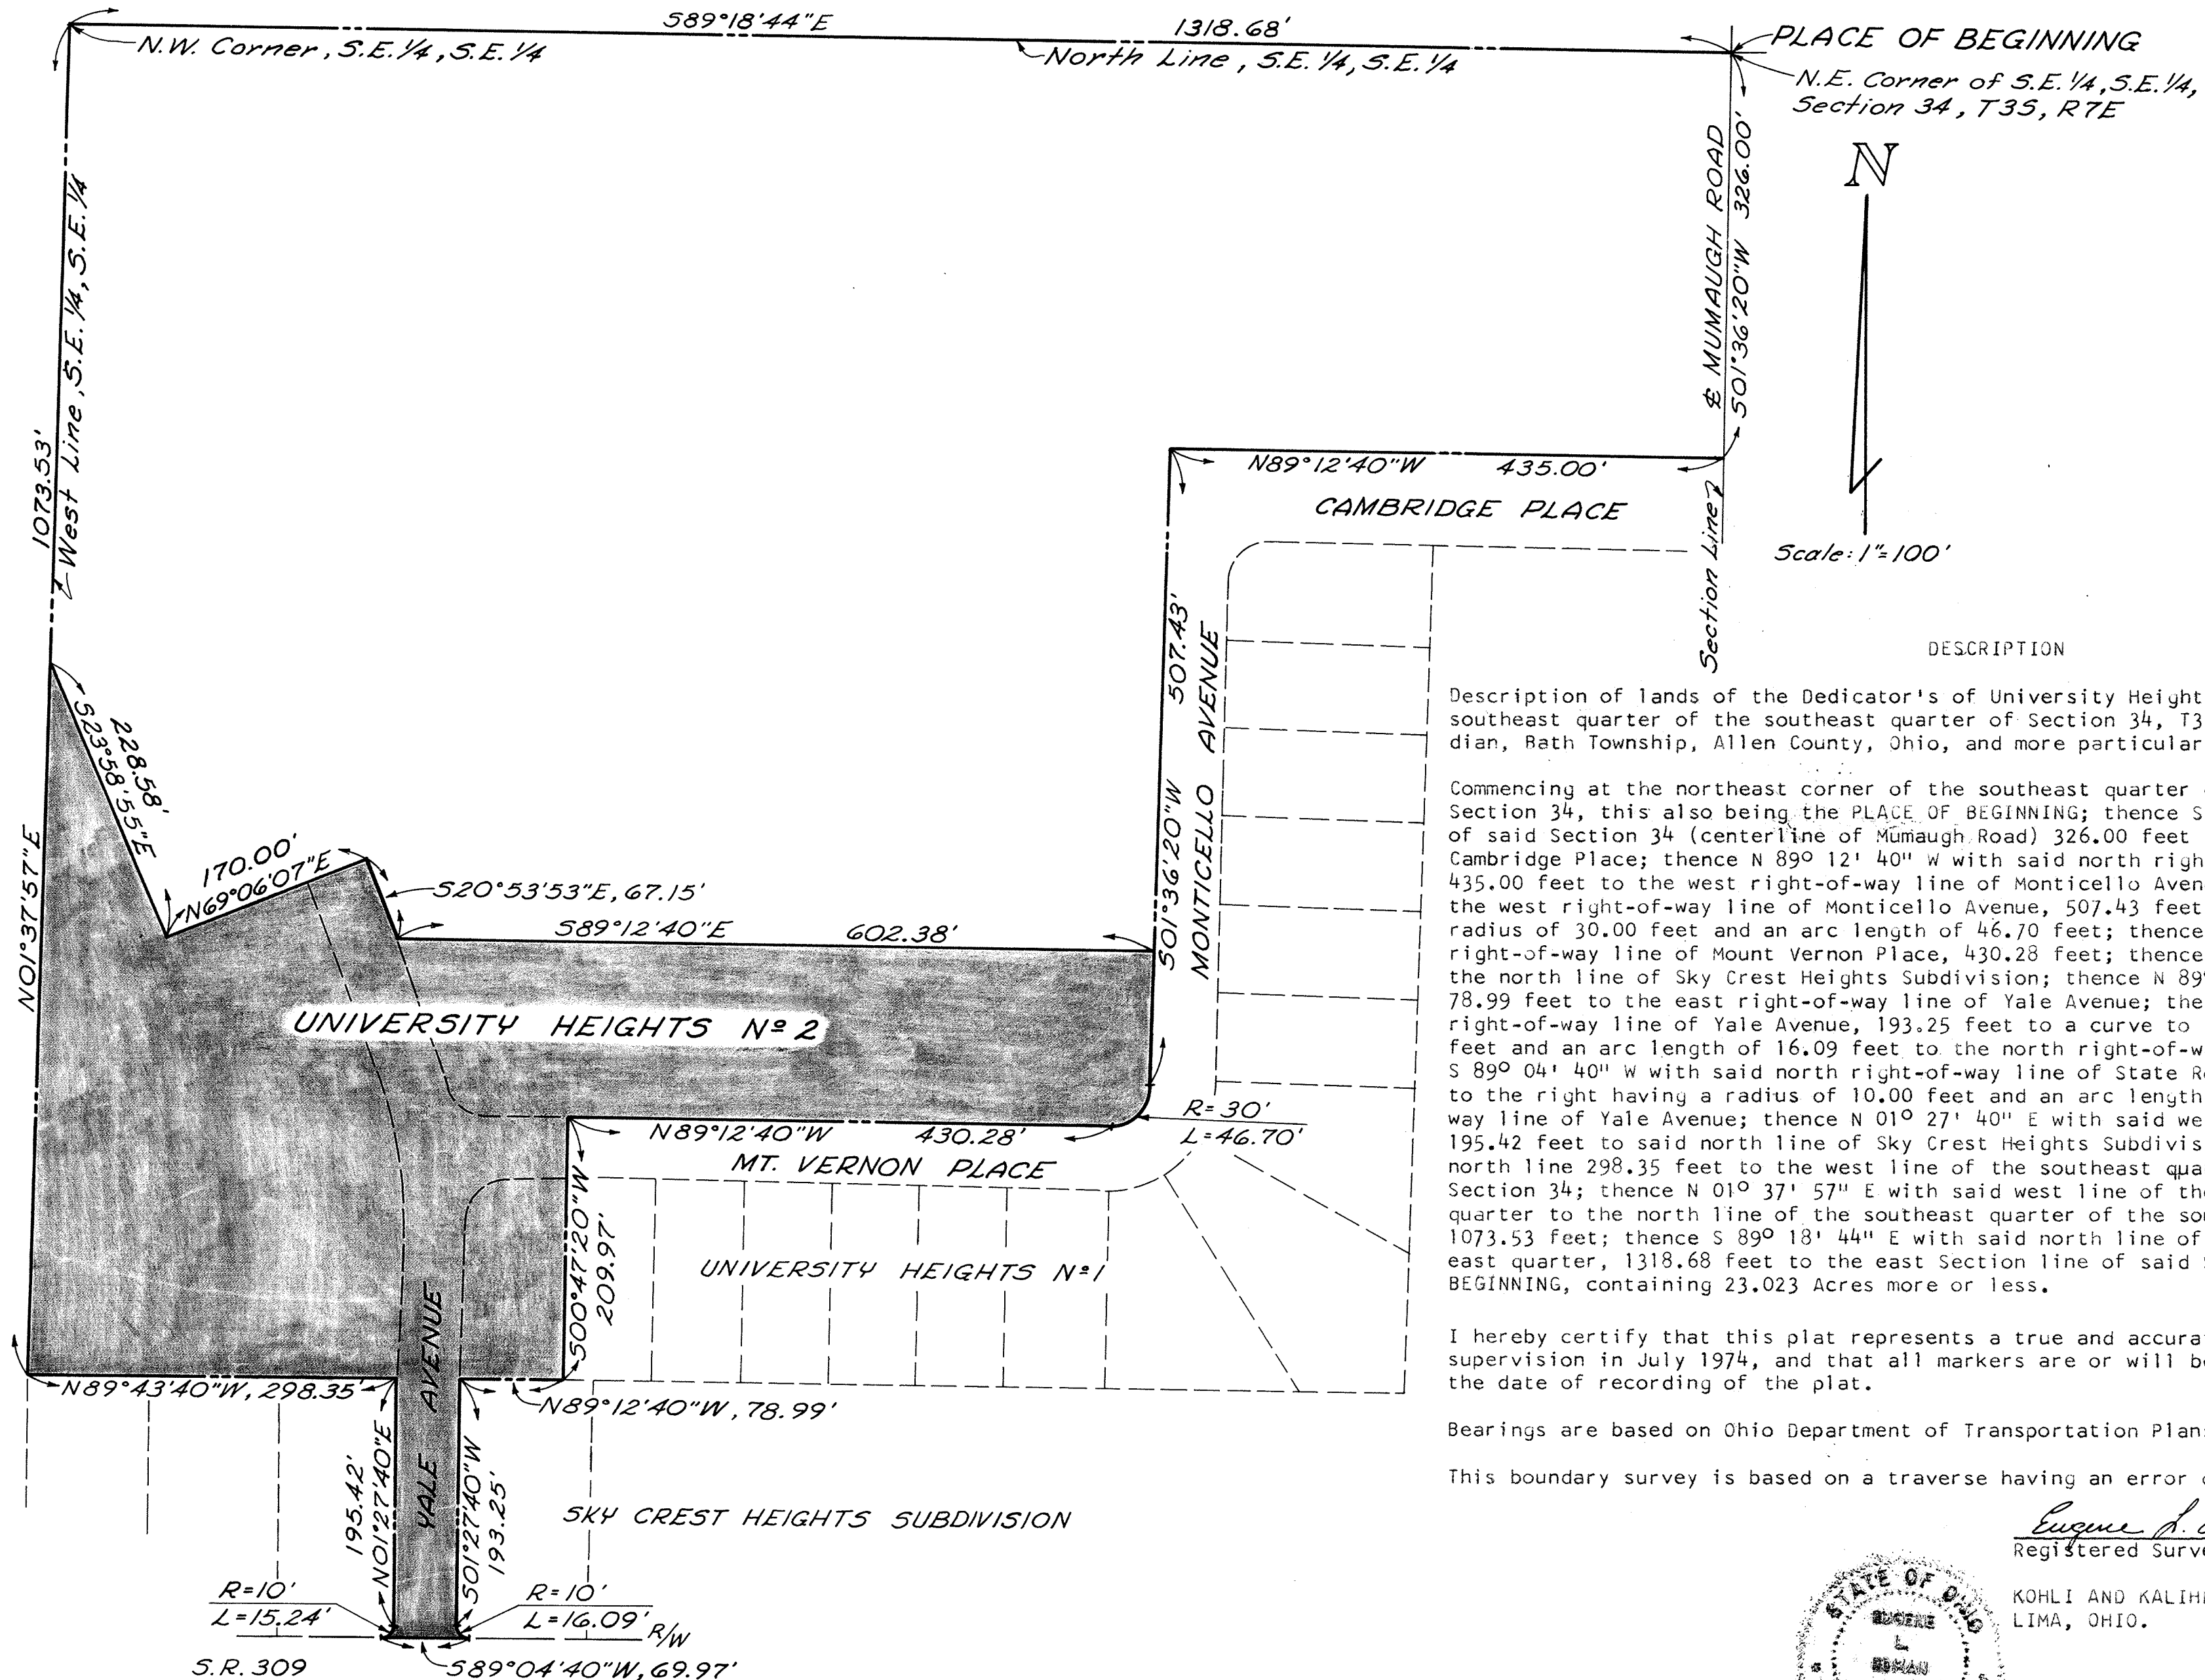 S89°18'44"E 1318.68'
N.W. Corner, S.E. 1/4, S.E. 1/4
North Line, S.E. 1/4, S.E. 1/4
PLACE OF BEGINNING
N.E. Corner of S.E. 1/4, S.E. 1/4,
Section 34, T3S, R7E
N
Scale: 1"=100'
℄ MUMAUGH ROAD
S01°36'20"W 326.00'
Section Line
West Line, S.E. 1/4, S.E. 1/4
1073.53'
N01°37'57"E
N89°12'40"W 435.00'
CAMBRIDGE PLACE
507.43'
S01°36'20"W
MONTICELLO AVENUE
228.58'
S23°58'55"E
170.00'
N69°06'07"E
S20°53'53"E, 67.15'
S89°12'40"E 602.38'
UNIVERSITY HEIGHTS Nº 2
R=30'
L=46.70'
N89°12'40"W 430.28'
MT. VERNON PLACE
S00°47'20"W
209.97'
UNIVERSITY HEIGHTS Nº 1
N89°43'40"W, 298.35'
N89°12'40"W, 78.99'
YALE AVENUE
195.42'
N01°27'40"E
S01°27'40"W
193.25'
SKY CREST HEIGHTS SUBDIVISION
R=10'
L=15.24'
R=10'
L=16.09'
R/W
S.R. 309
S89°04'40"W, 69.97'
DESCRIPTION
Description of lands of the Dedicator's of University Height
southeast quarter of the southeast quarter of Section 34, T3
dian, Bath Township, Allen County, Ohio, and more particular
Commencing at the northeast corner of the southeast quarter
Section 34, this also being the PLACE OF BEGINNING; thence S
of said Section 34 (centerline of Mumaugh Road) 326.00 feet
Cambridge Place; thence N 89° 12' 40" W with said north righ
435.00 feet to the west right-of-way line of Monticello Aven
the west right-of-way line of Monticello Avenue, 507.43 feet
radius of 30.00 feet and an arc length of 46.70 feet; thence
right-of-way line of Mount Vernon Place, 430.28 feet; thence
the north line of Sky Crest Heights Subdivision; thence N 89
78.99 feet to the east right-of-way line of Yale Avenue; the
right-of-way line of Yale Avenue, 193.25 feet to a curve to
feet and an arc length of 16.09 feet to the north right-of-w
S 89° 04' 40" W with said north right-of-way line of State R
to the right having a radius of 10.00 feet and an arc length
way line of Yale Avenue; thence N 01° 27' 40" E with said we
195.42 feet to said north line of Sky Crest Heights Subdivis
north line 298.35 feet to the west line of the southeast qua
Section 34; thence N 01° 37' 57" E with said west line of th
quarter to the north line of the southeast quarter of the so
1073.53 feet; thence S 89° 18' 44" E with said north line of
east quarter, 1318.68 feet to the east Section line of said
BEGINNING, containing 23.023 Acres more or less.
I hereby certify that this plat represents a true and accura
supervision in July 1974, and that all markers are or will b
the date of recording of the plat.
Bearings are based on Ohio Department of Transportation Plan
This boundary survey is based on a traverse having an error
Eugene L.
Registered Surve
KOHLI AND KALIH
LIMA, OHIO.
STATE OF OHIO
EUGENE
L